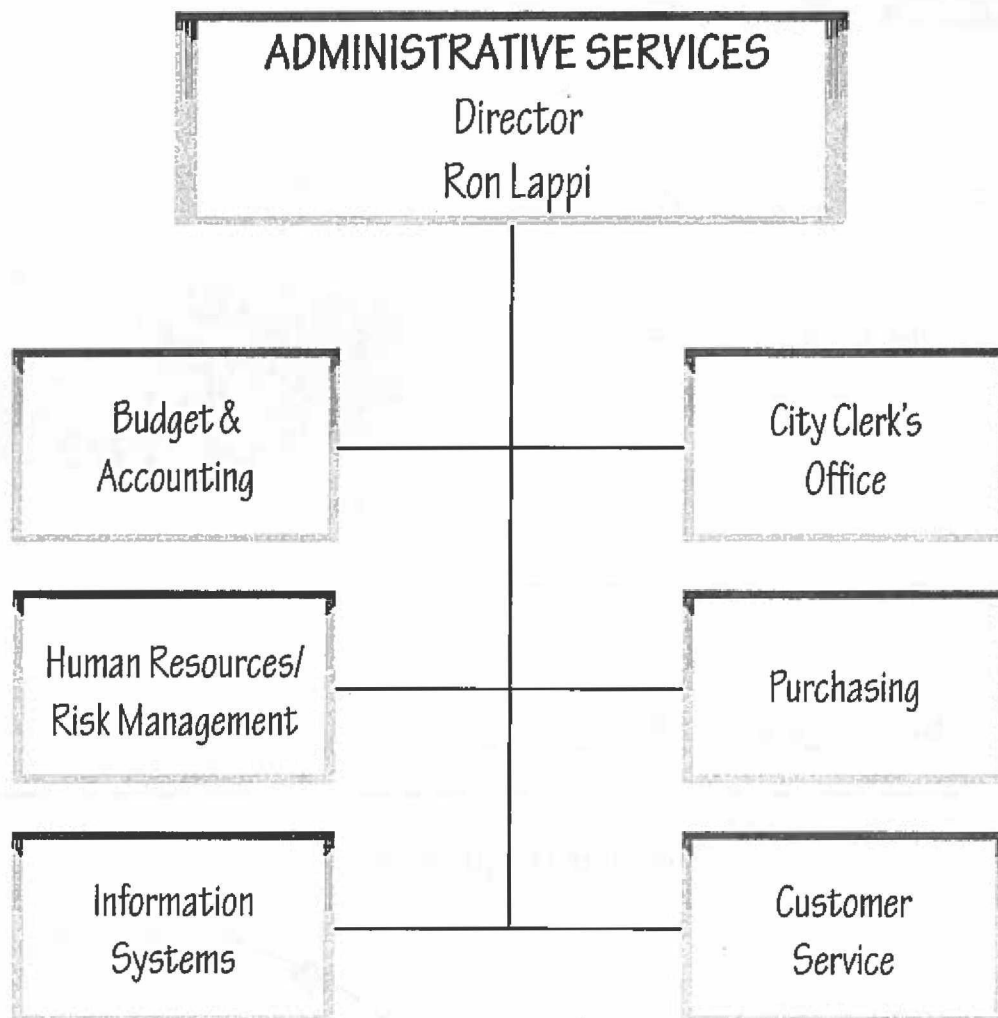 ADMINISTRATIVE SERVICES
Director
Ron Lappi
Budget &
Accounting
City Clerk's
Office
Human Resources/
Risk Management
Purchasing
Information
Systems
Customer
Service